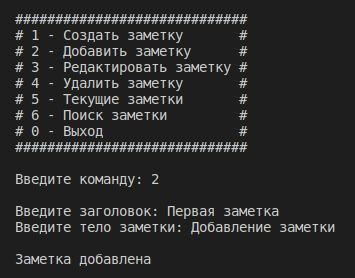 #############################
# 1 - Создать заметку       #
# 2 - Добавить заметку      #
# 3 - Редактировать заметку #
# 4 - Удалить заметку       #
# 5 - Текущие заметки       #
# 6 - Поиск заметки         #
# 0 - Выход                 #
#############################
Введите команду: 2
Введите заголовок: Первая заметка
Введите тело заметки: Добавление заметки
Заметка добавлена